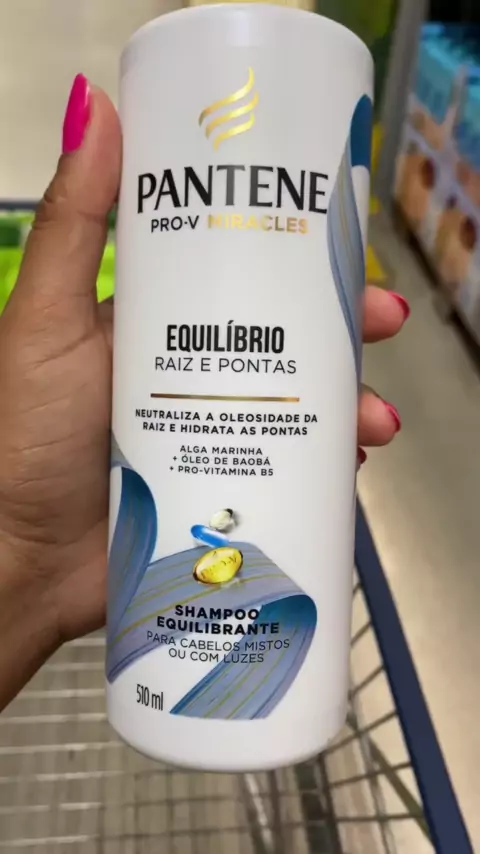 PANTENE
PRO-V MIRACLES
EQUILÍBRIO
RAIZ E PONTAS
NEUTRALIZA A OLEOSIDADE DA
RAIZ E HIDRATA AS PONTAS
ALGA MARINHA
+ ÓLEO DE BAOBÁ
+ PRO-VITAMINA B5
SHAMPOO
EQUILIBRANTE
PARA CABELOS MISTOS
OU COM LUZES
510 ml